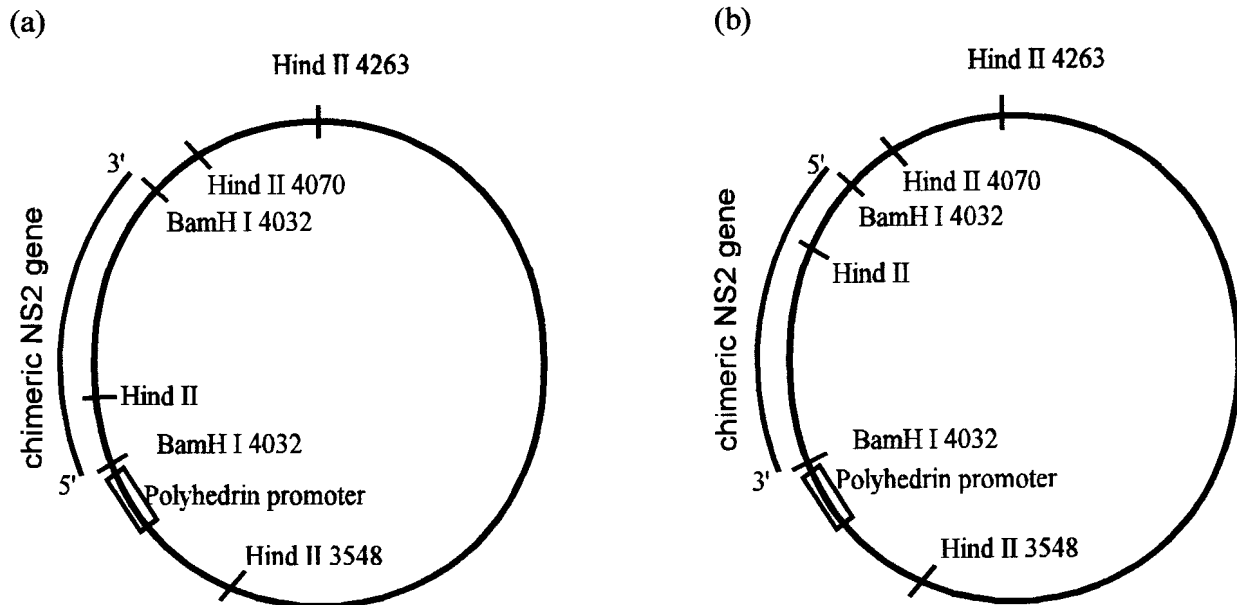 (a)
Hind II 4263
3'
Hind II 4070
BamH I 4032
chimeric NS2 gene
Hind II
BamH I 4032
5'
Polyhedrin promoter
Hind II 3548
(b)
Hind II 4263
5'
Hind II 4070
BamH I 4032
Hind II
chimeric NS2 gene
BamH I 4032
3'
Polyhedrin promoter
Hind II 3548